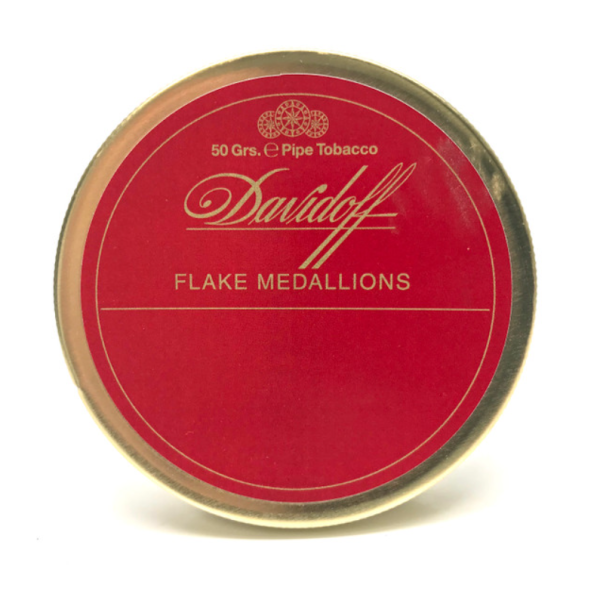 50 Grs. ℮ Pipe Tobacco
Davidoff
FLAKE MEDALLIONS